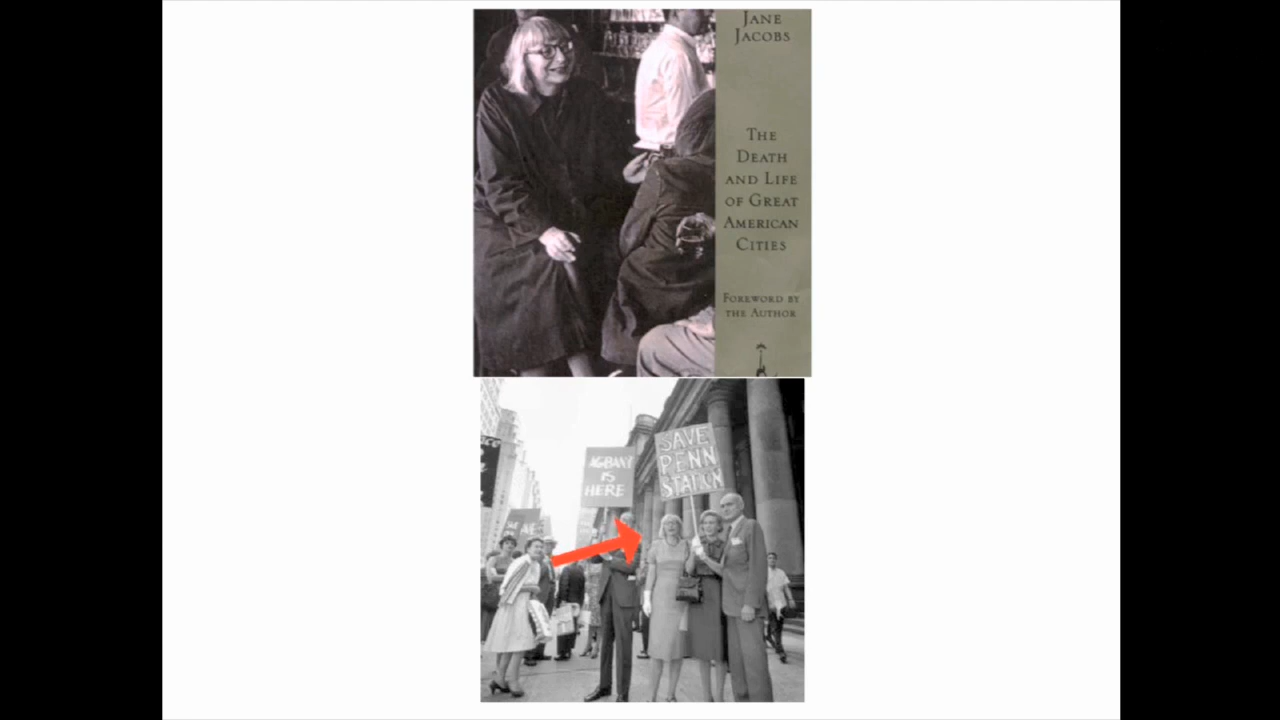 JANE
JACOBS
THE
DEATH
AND LIFE
OF GREAT
AMERICAN
CITIES
FOREWORD BY
THE AUTHOR
AGBANY
IS
HERE
SAVE
PENN
STATION